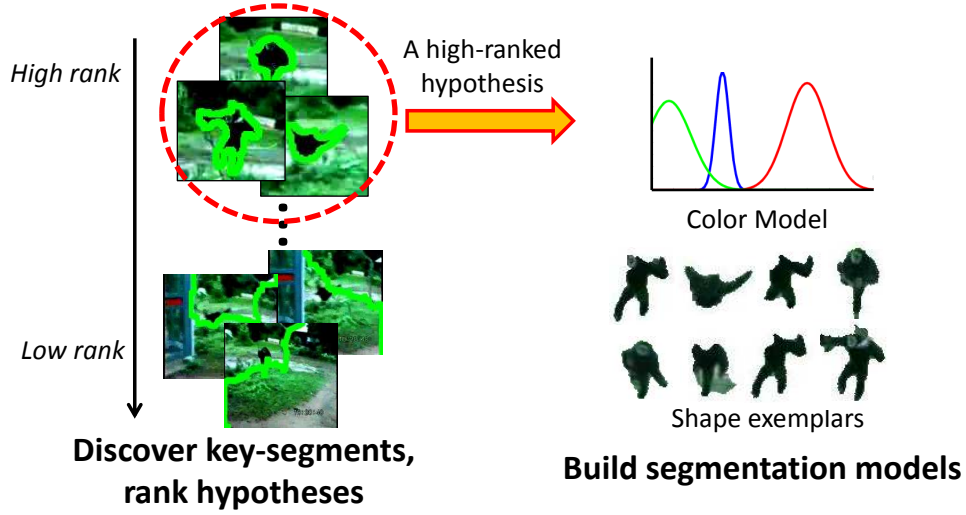 High rank
A high-ranked
hypothesis
Color Model
Low rank
Shape exemplars
Discover key-segments,
rank hypotheses
Build segmentation models